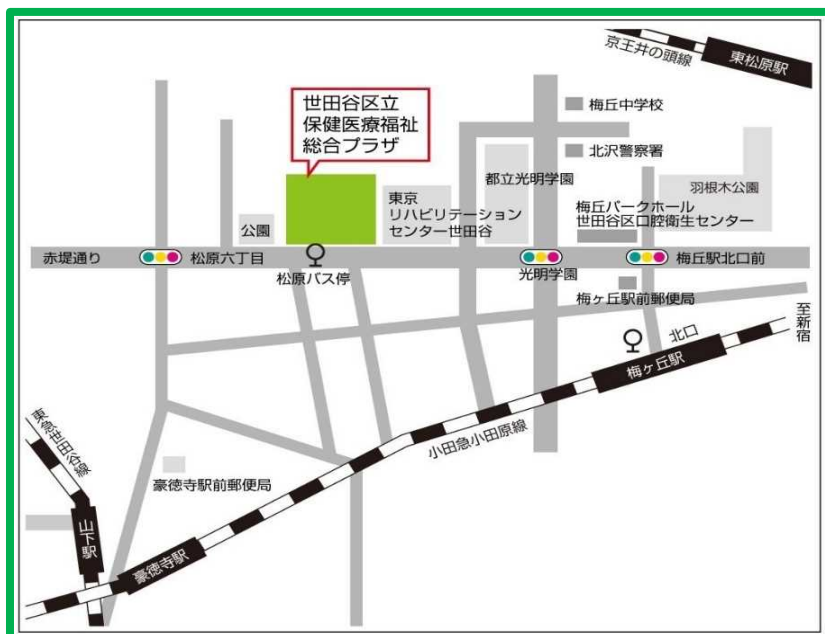 京王井の頭線
東松原駅
世田谷区立
保健医療福祉
総合プラザ
梅丘中学校
北沢警察署
都立光明学園
羽根木公園
梅丘パークホール
世田谷区口腔衛生センター
東京
リハビリテーション
センター世田谷
公園
赤堤通り
松原六丁目
松原バス停
光明学園
梅丘駅北口前
梅ヶ丘駅前郵便局
至新宿
北口
梅ヶ丘駅
小田急小田原線
東急世田谷線
豪徳寺駅前郵便局
山下駅
豪徳寺駅